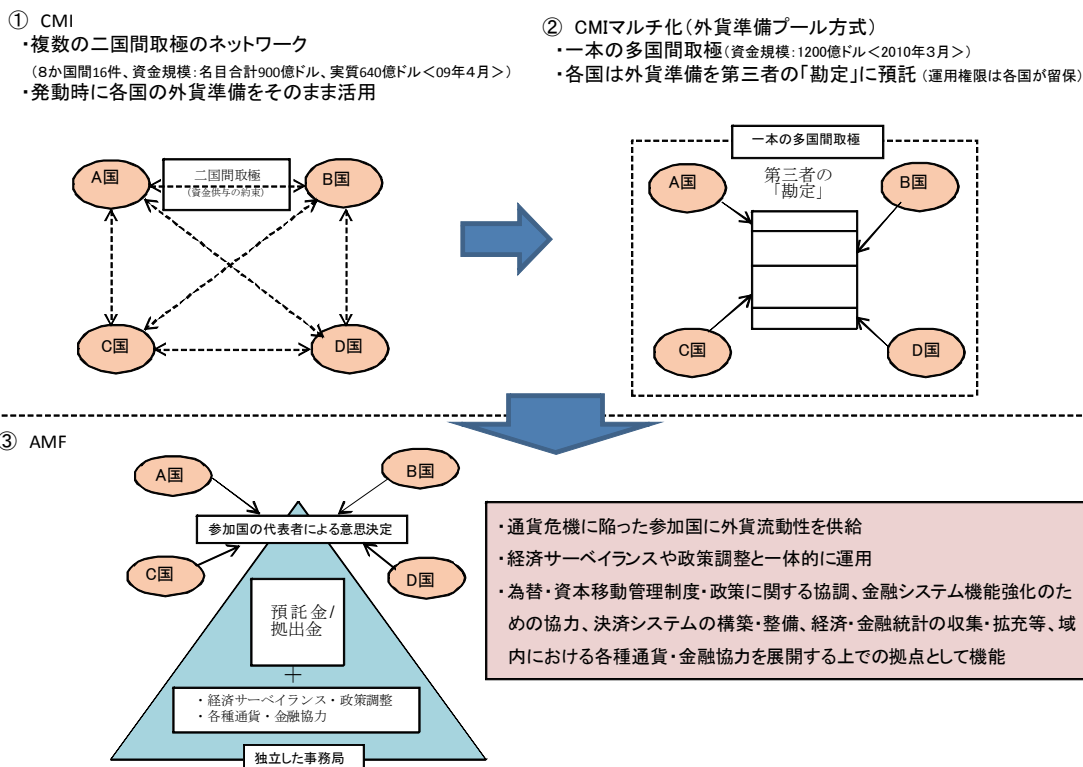 ① CMI
・複数の二国間取極のネットワーク
（8か国間16件、資金規模：名目合計900億ドル、実質640億ドル＜09年4月＞）
・発動時に各国の外貨準備をそのまま活用
② CMIマルチ化（外貨準備プール方式）
・一本の多国間取極（資金規模：1200億ドル＜2010年3月＞）
・各国は外貨準備を第三者の「勘定」に預託（運用権限は各国が留保）
A国
二国間取極
（資金供与の約束）
B国
C国
D国
一本の多国間取極
A国
第三者の
「勘定」
B国
C国
D国
③ AMF
A国
B国
参加国の代表者による意思決定
C国
D国
預託金/
拠出金
＋
・経済サーベイランス・政策調整
・各種通貨・金融協力
独立した事務局
・通貨危機に陥った参加国に外貨流動性を供給
・経済サーベイランスや政策調整と一体的に運用
・為替・資本移動管理制度・政策に関する協調、金融システム機能強化のた
めの協力、決済システムの構築・整備、経済・金融統計の収集・拡充等、域
内における各種通貨・金融協力を展開する上での拠点として機能